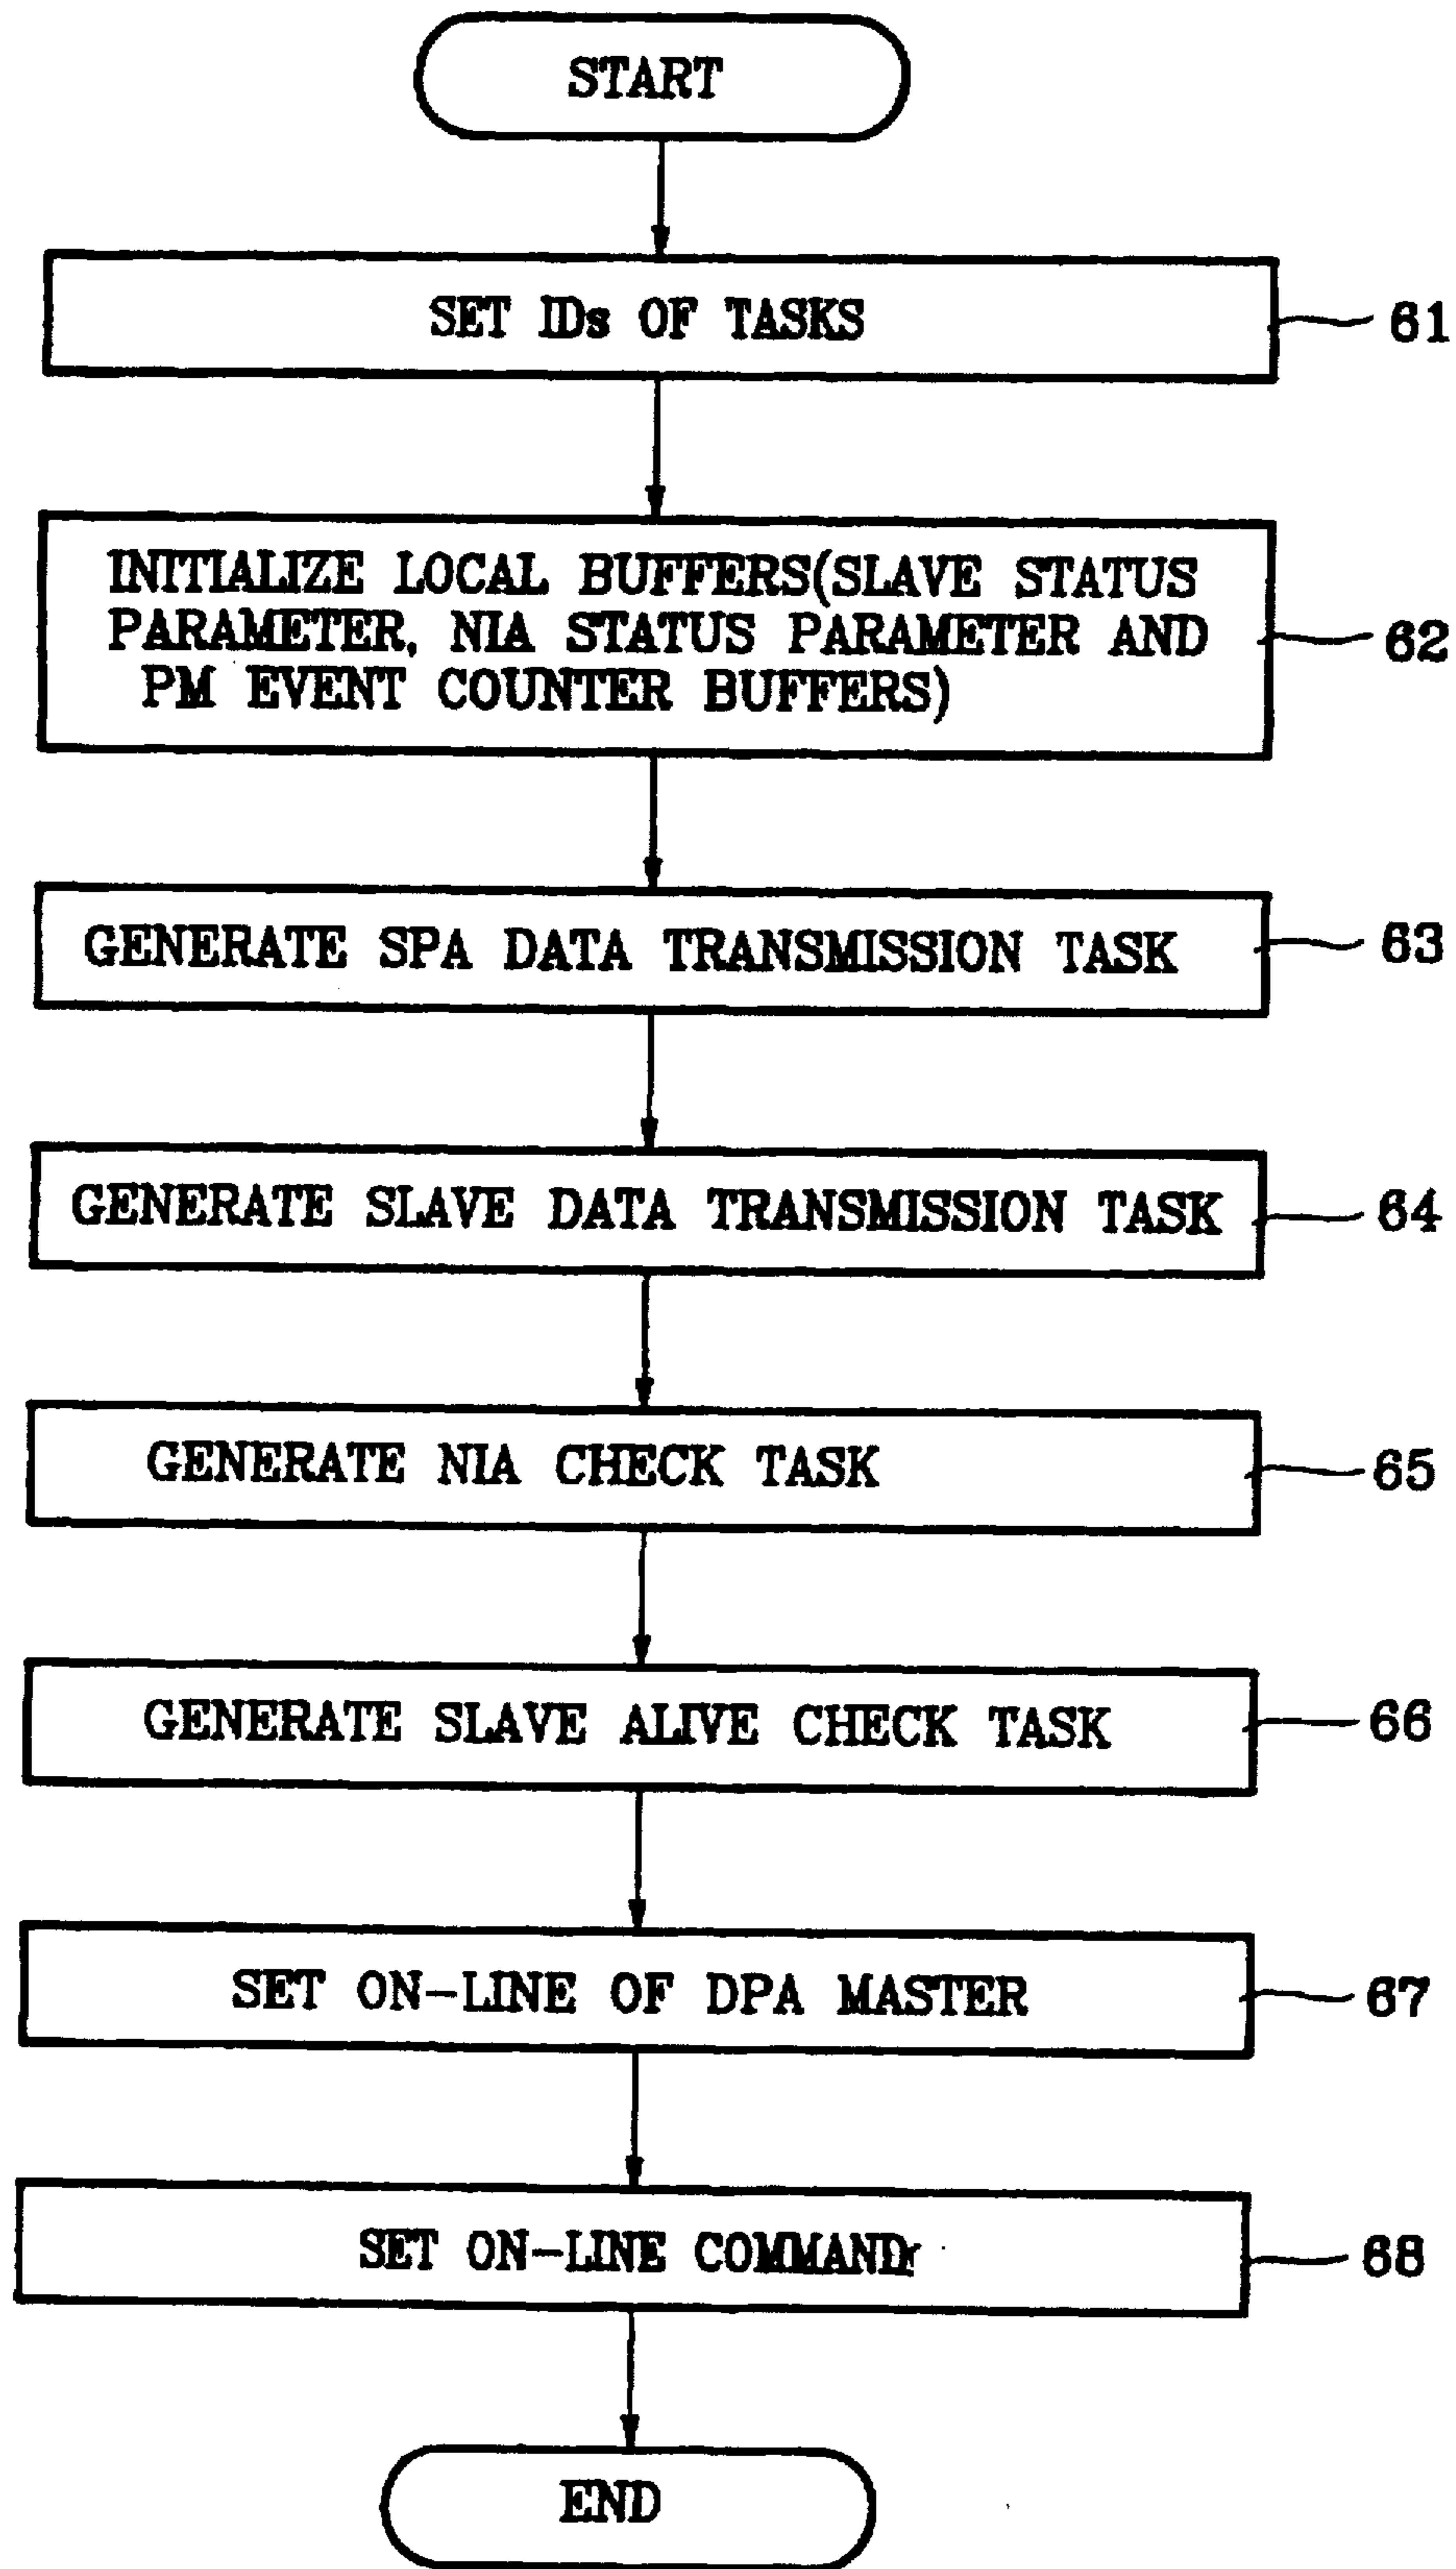 START
SET IDs OF TASKS
61
INITIALIZE LOCAL BUFFERS(SLAVE STATUS
PARAMETER, NIA STATUS PARAMETER AND
PM EVENT COUNTER BUFFERS)
62
GENERATE SPA DATA TRANSMISSION TASK
63
GENERATE SLAVE DATA TRANSMISSION TASK
64
GENERATE NIA CHECK TASK
65
GENERATE SLAVE ALIVE CHECK TASK
66
SET ON-LINE OF DPA MASTER
67
SET ON-LINE COMMAND
68
END